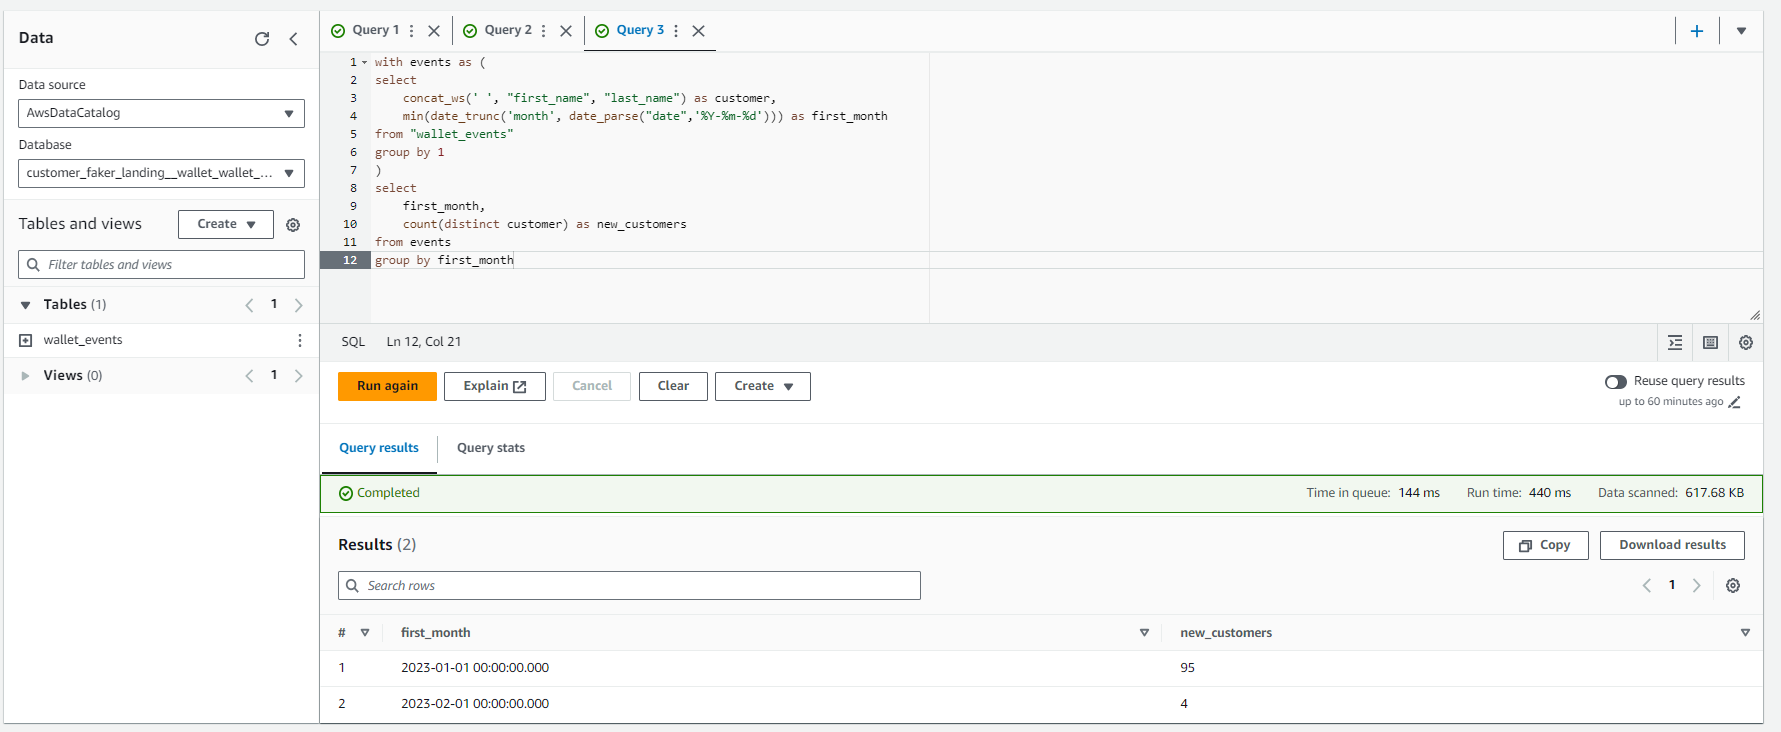 Data
Data source
AwsDataCatalog
Database
customer_faker_landing__wallet_wallet_...
Tables and views
Create
Filter tables and views
Tables (1)
1
wallet_events
Views (0)
1
Query 1
Query 2
Query 3
1 with events as (
2 select
3 concat_ws(' ', "first_name", "last_name") as customer,
4 min(date_trunc('month', date_parse("date",'%Y-%m-%d'))) as first_month
5 from "wallet_events"
6 group by 1
7 )
8 select
9 first_month,
10 count(distinct customer) as new_customers
11 from events
12 group by first_month
SQL Ln 12, Col 21
Run again
Explain
Cancel
Clear
Create
Reuse query results
up to 60 minutes ago
Query results
Query stats
Completed
Time in queue: 144 ms Run time: 440 ms Data scanned: 617.68 KB
Results (2)
Copy
Download results
Search rows
1
# first_month new_customers
1 2023-01-01 00:00:00.000 95
2 2023-02-01 00:00:00.000 4